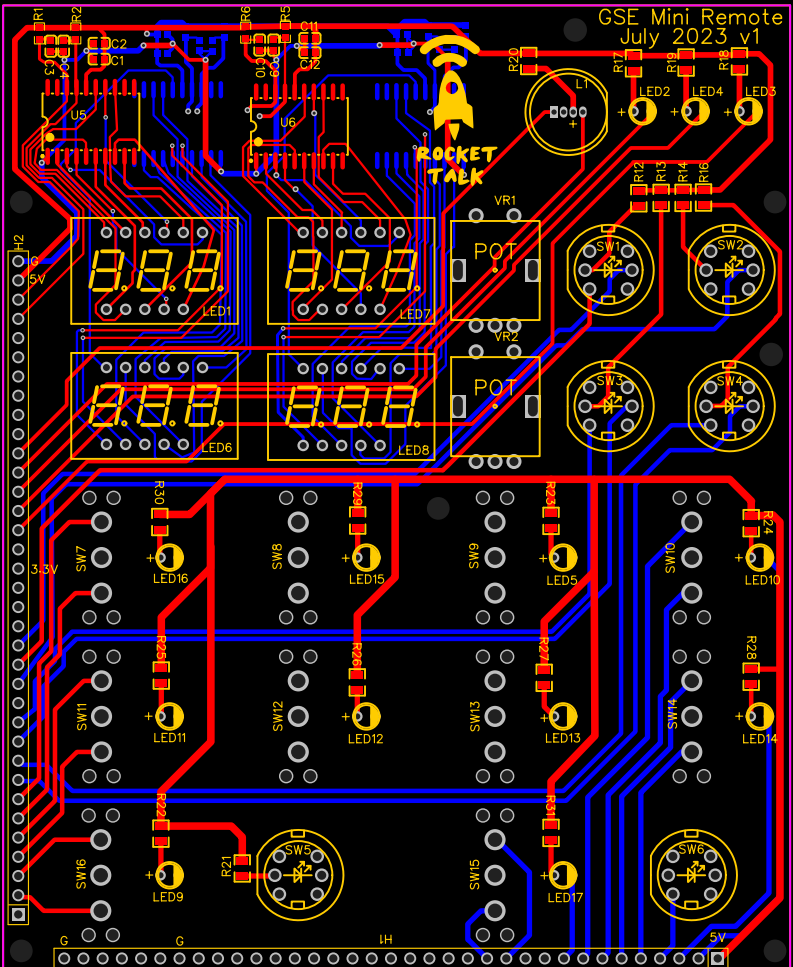 GSE Mini Remote
July 2023 v1
R1
R2
C3
C4
C2
C1
R6
R5
C10
C9
C11
C12
R20
R17
R19
R18
L1
+
LED2
LED4
LED3
U5
U6
ROCKET
TALK
R12
R13
R14
R16
VR1
H2
G
5V
POT
SW1
SW2
LED1
LED7
VR2
POT
SW3
SW4
LED6
LED8
R30
R29
R23
R24
SW7
SW8
SW9
SW10
3.3V
LED16
LED15
LED5
LED10
R25
R26
R27
R28
SW11
SW12
SW13
SW14
LED11
LED12
LED13
LED14
R22
R31
R21
SW5
SW6
SW16
SW15
LED9
LED17
G
G
H1
5V